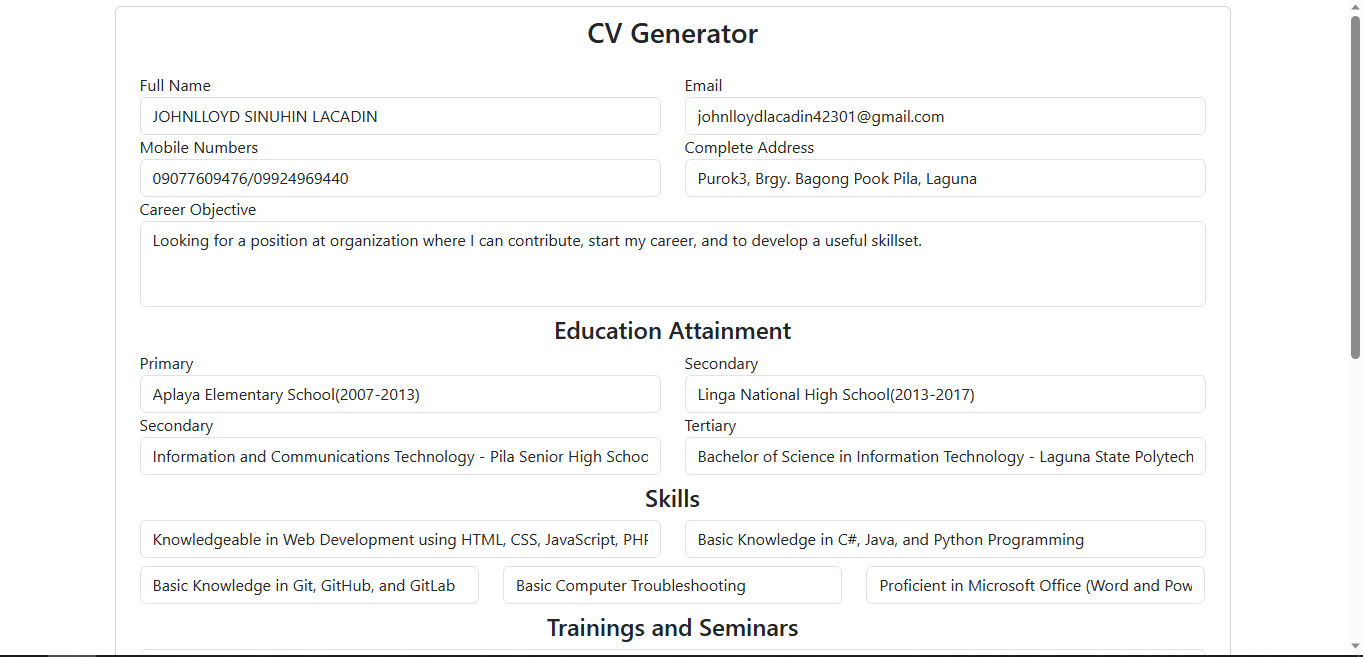 CV Generator
Full Name
Email
JOHNLLOYD SINUHIN LACADIN
johnlloydlacadin42301@gmail.com
Mobile Numbers
Complete Address
09077609476/09924969440
Purok3, Brgy. Bagong Pook Pila, Laguna
Career Objective
Looking for a position at organization where I can contribute, start my career, and to develop a useful skillset.
Education Attainment
Primary
Secondary
Aplaya Elementary School(2007-2013)
Linga National High School(2013-2017)
Secondary
Tertiary
Information and Communications Technology - Pila Senior High Schoo
Bachelor of Science in Information Technology - Laguna State Polytech
Skills
Knowledgeable in Web Development using HTML, CSS, JavaScript, PHP
Basic Knowledge in C#, Java, and Python Programming
Basic Knowledge in Git, GitHub, and GitLab
Basic Computer Troubleshooting
Proficient in Microsoft Office (Word and Pow
Trainings and Seminars